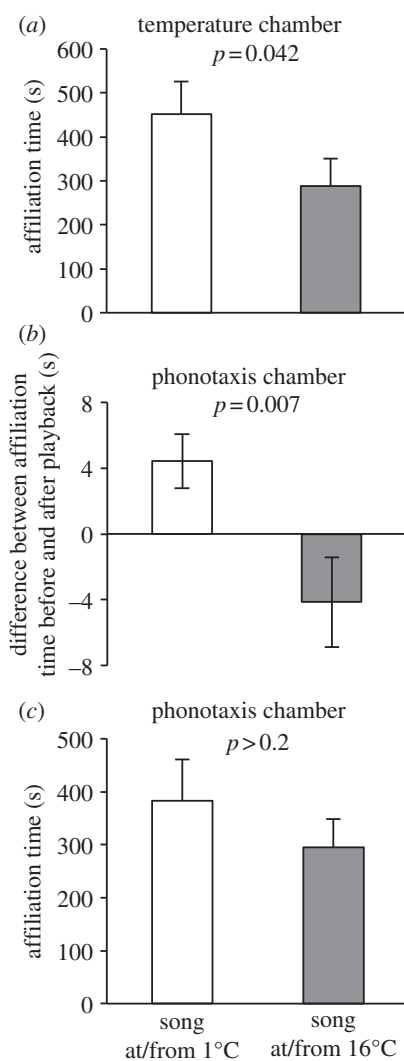 (a) temperature chamber
p=0.042
600
500
400
300
200
100
0
affiliation time (s)
(b) phonotaxis chamber
p=0.007
8
4
0
−4
−8
difference between affiliation
time before and after playback (s)
(c) phonotaxis chamber
p>0.2
500
400
300
200
100
0
affiliation time (s)
song
at/from 1°C
song
at/from 16°C